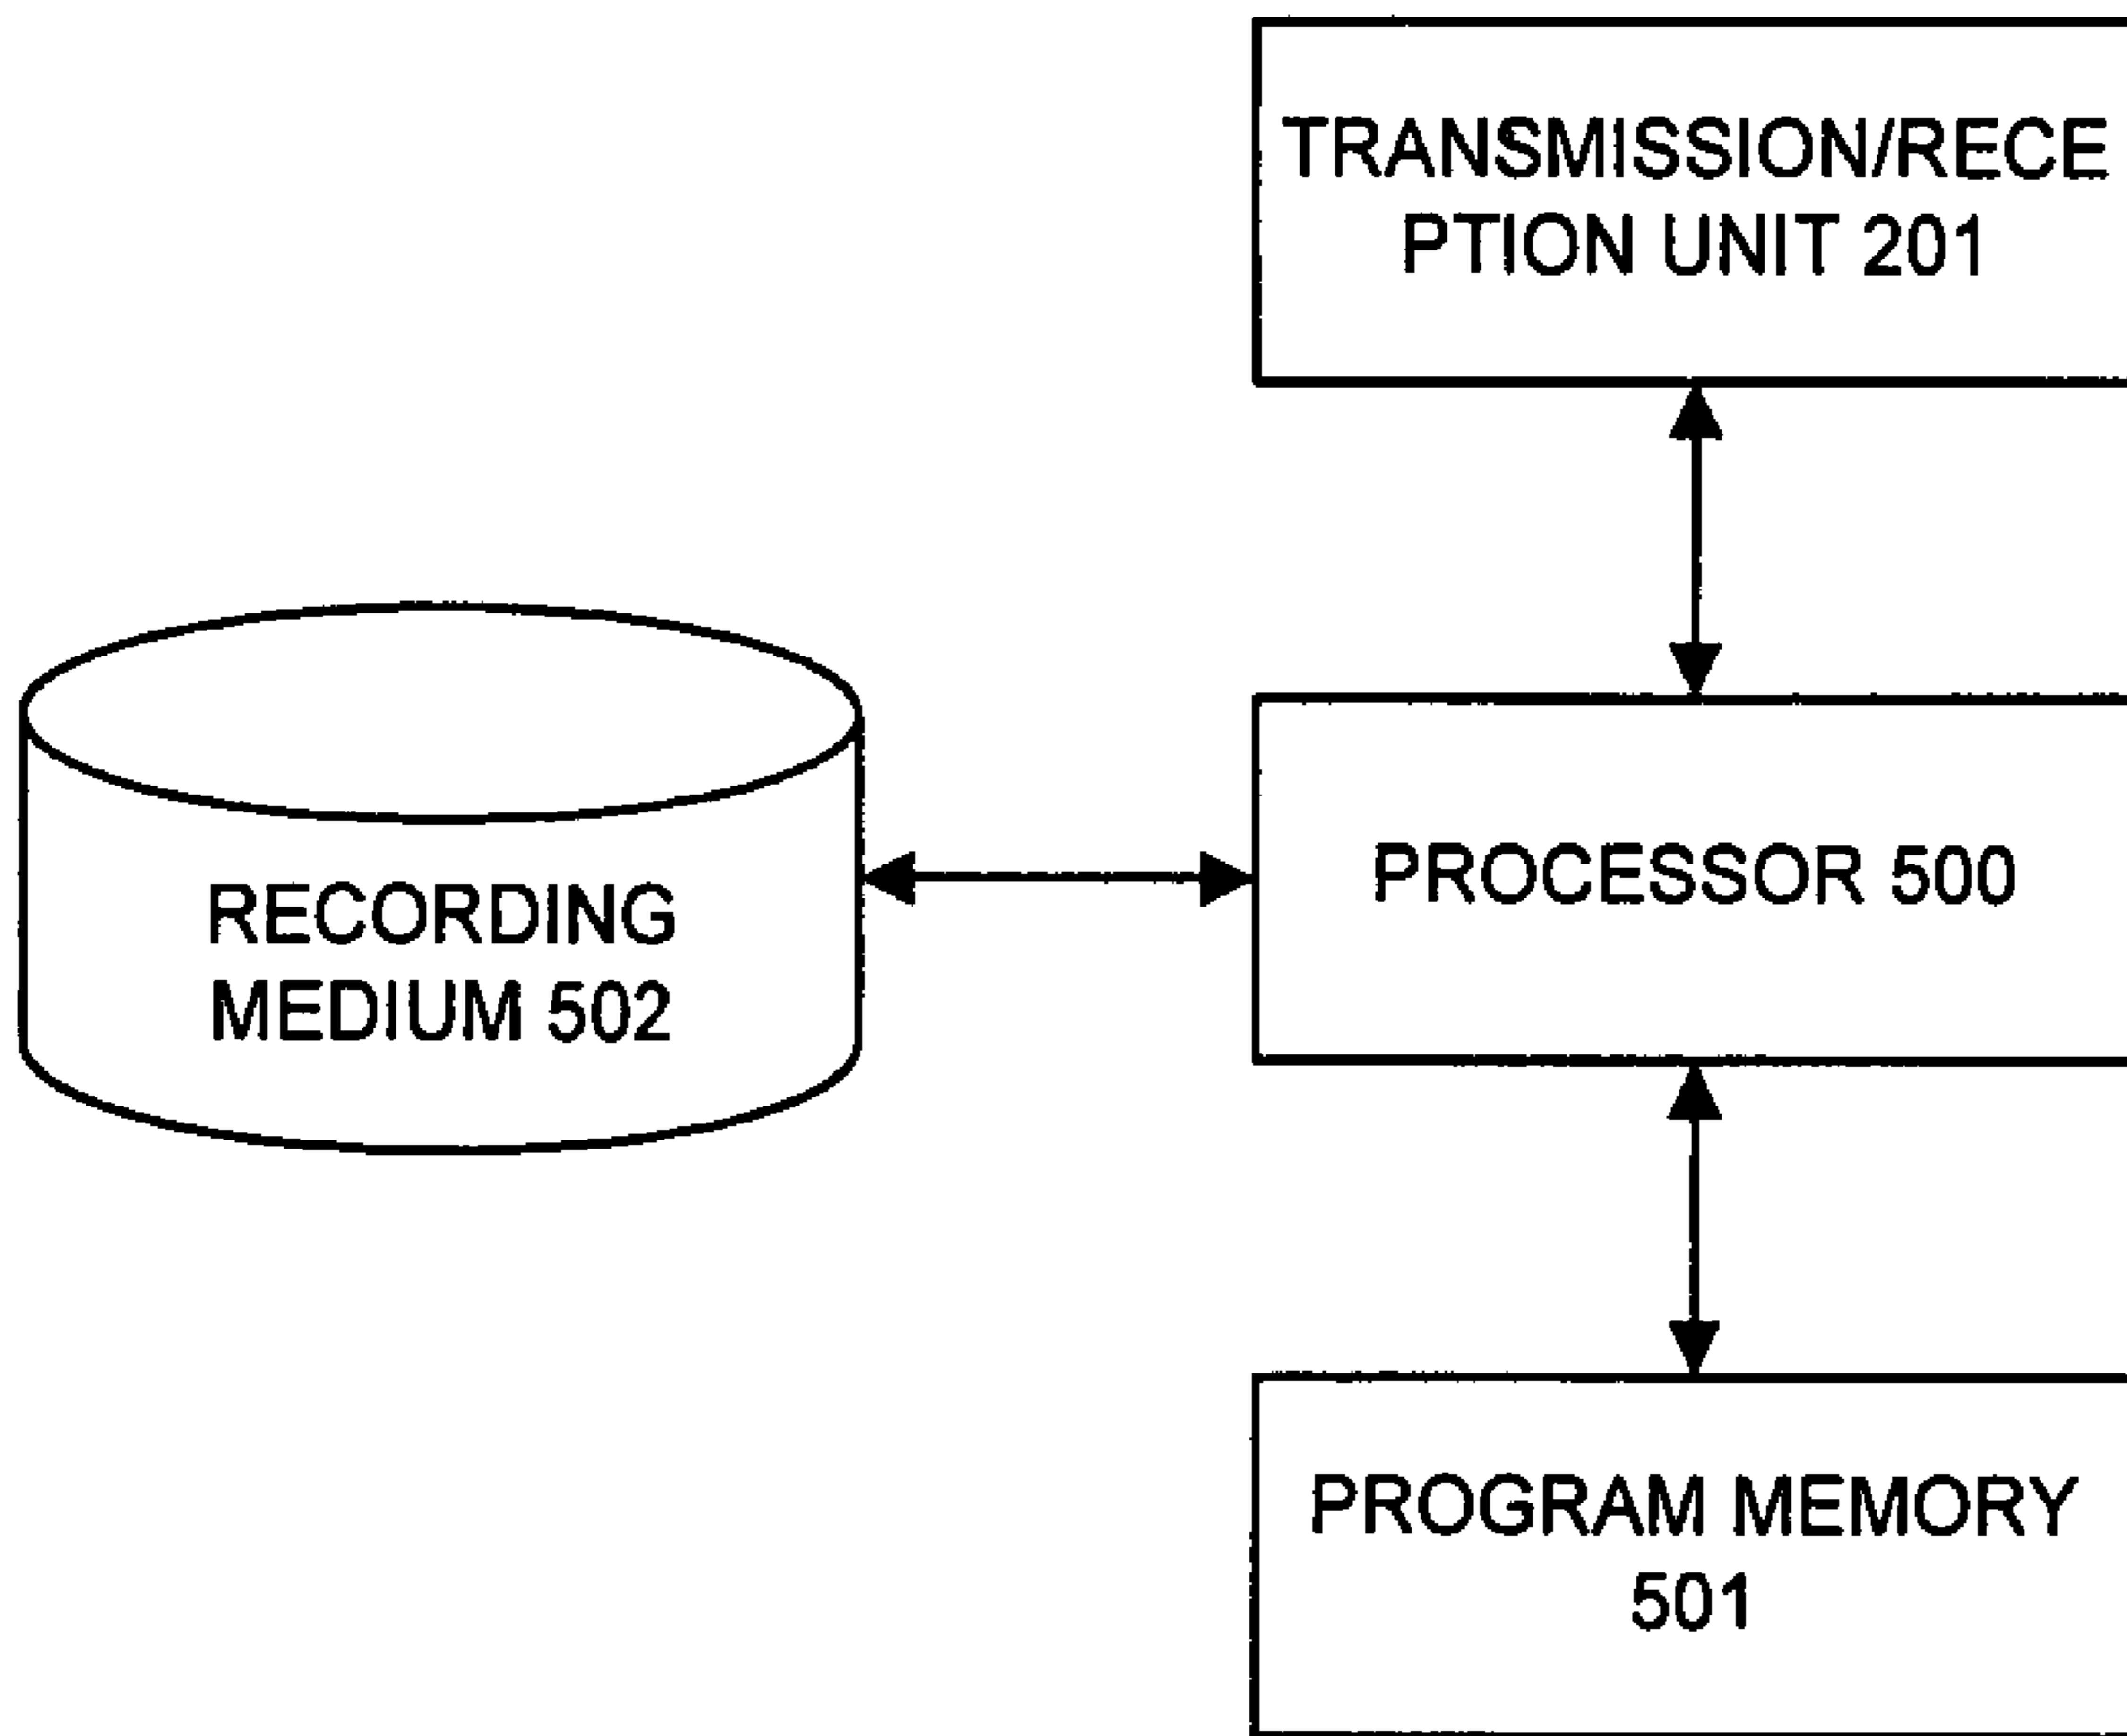 TRANSMISSION/RECE
PTION UNIT 201
PROCESSOR 500
RECORDING
MEDIUM 502
PROGRAM MEMORY
501